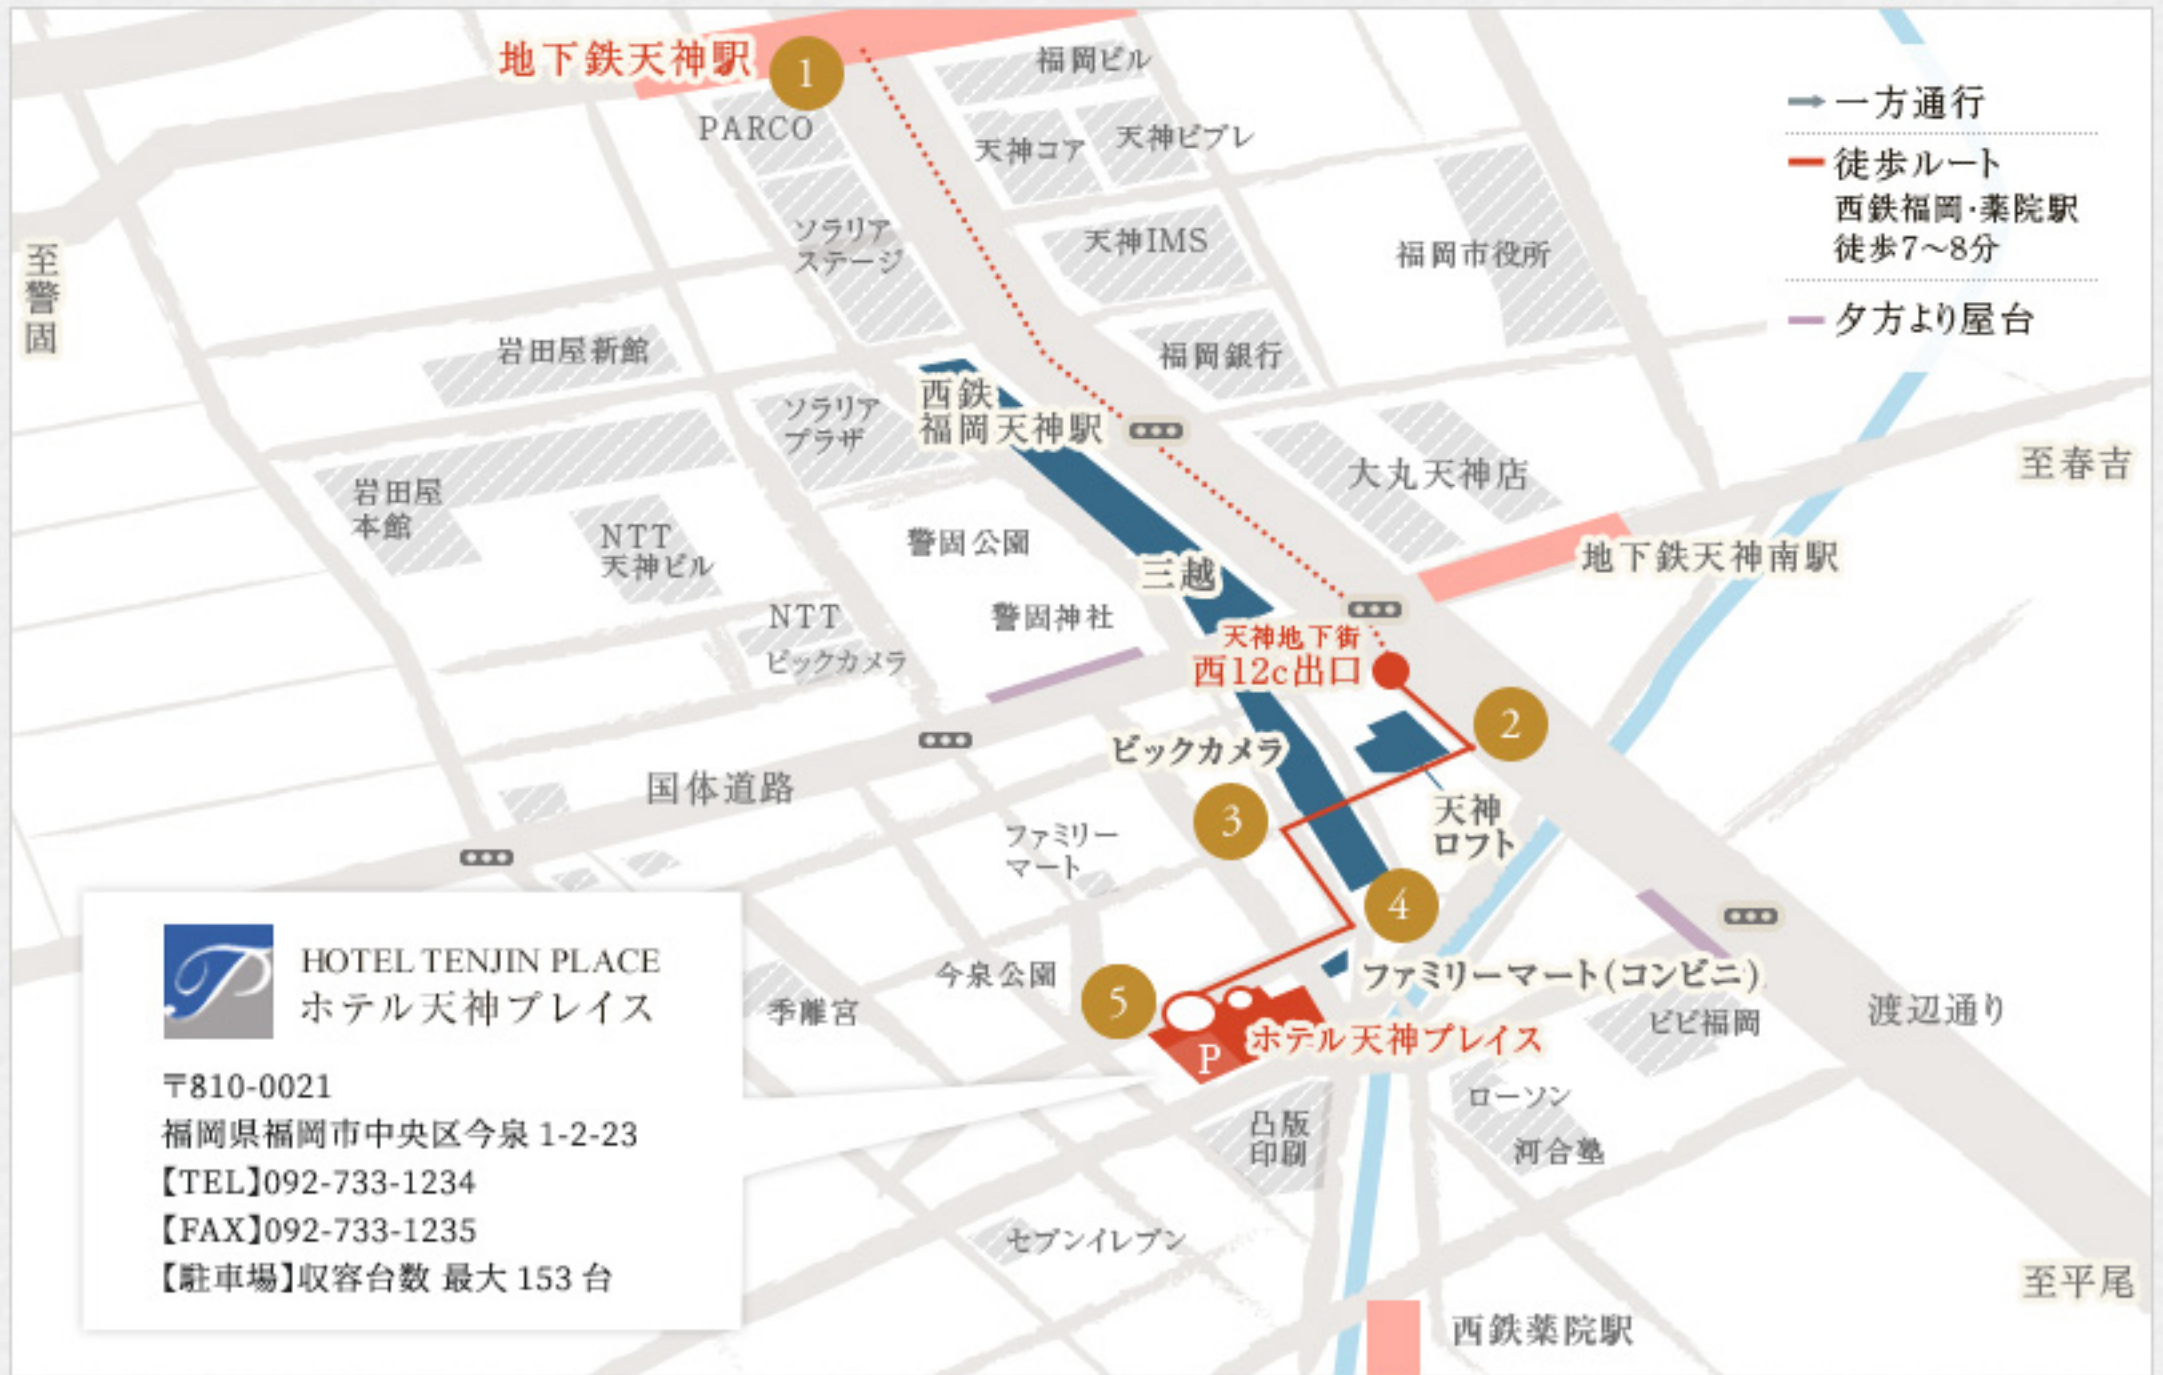 地下鉄天神駅
1
福岡ビル
PARCO
天神コア
天神ビブレ
一方通行
徒歩ルート
西鉄福岡・薬院駅
徒歩7〜8分
夕方より屋台
至警固
ソラリア
ステージ
天神IMS
福岡市役所
岩田屋新館
福岡銀行
西鉄
福岡天神駅
ソラリア
プラザ
大丸天神店
至春吉
岩田屋
本館
NTT
天神ビル
警固公園
三越
地下鉄天神南駅
NTT
ビックカメラ
警固神社
天神地下街
西12c出口
2
ビックカメラ
国体道路
3
天神
ロフト
ファミリー
マート
4
HOTEL TENJIN PLACE
ホテル天神プレイス
〒810-0021
福岡県福岡市中央区今泉 1-2-23
【TEL】092-733-1234
【FAX】092-733-1235
【駐車場】収容台数 最大 153 台
今泉公園
5
ファミリーマート(コンビニ)
季離宮
ビビ福岡
渡辺通り
P
ホテル天神プレイス
ローソン
凸版
印刷
河合塾
セブンイレブン
至平尾
西鉄薬院駅